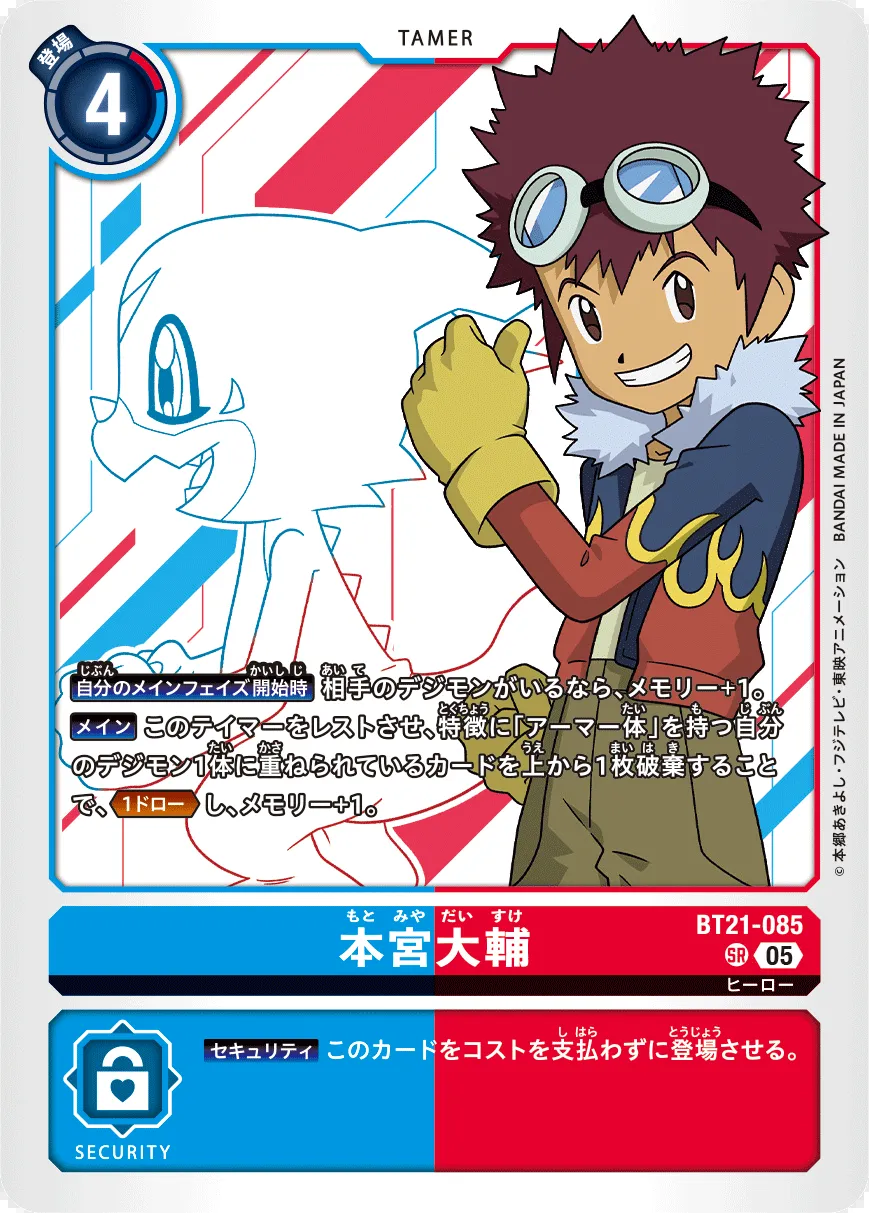 TAMER
登場
4
自分のメインフェイズ開始時 相手のデジモンがいるなら、メモリー+1。
メイン このテイマーをレストさせ、特徴に「アーマー体」を持つ自分
のデジモン1体に重ねられているカードを上から1枚破棄すること
で、1ドローし、メモリー+1。
©本郷あきよし・フジテレビ・東映アニメーション BANDAI MADE IN JAPAN
もと みや だい すけ
本宮大輔
BT21-085
SR 05
ヒーロー
セキュリティ このカードをコストを支払わずに登場させる。
SECURITY